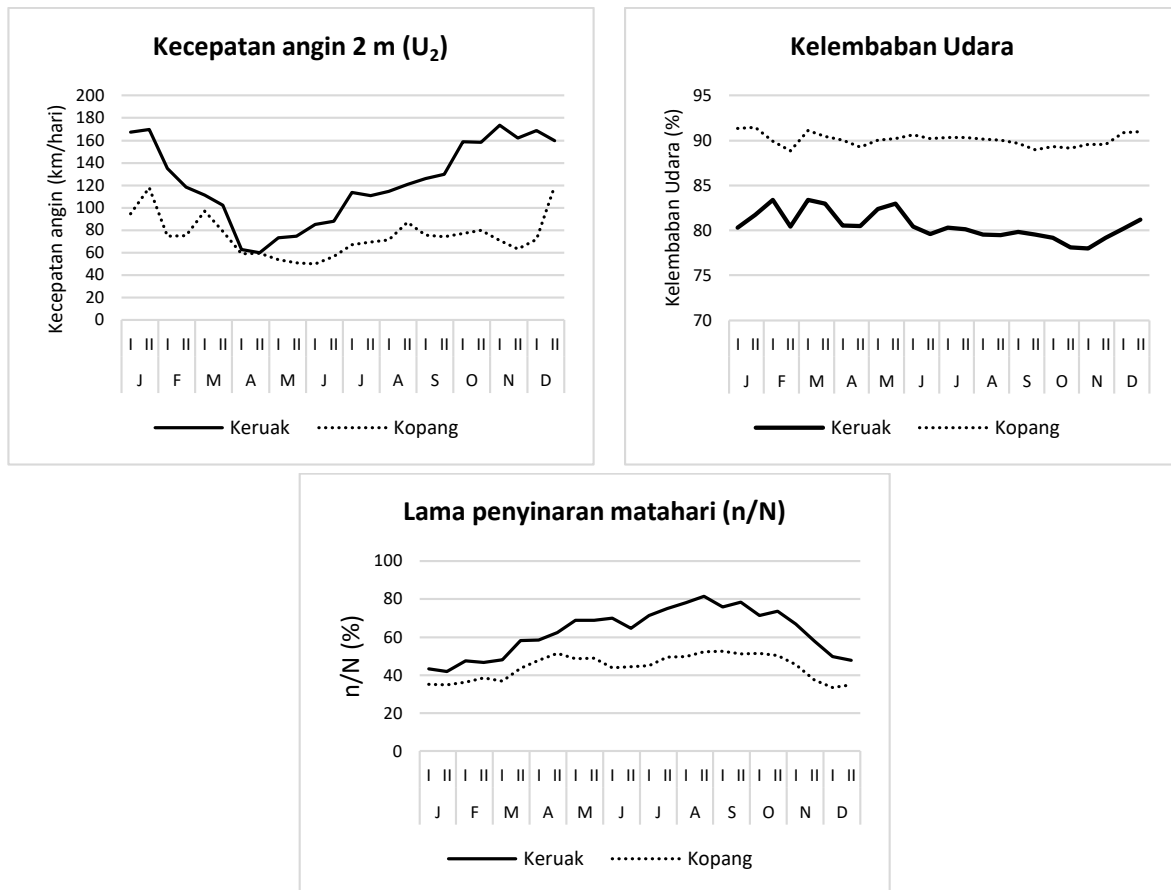 Kecepatan angin 2 m (U₂)
Kecepatan angin (km/hari)
200
180
160
140
120
100
80
60
40
20
0
I II I II I II I II I II I II I II I II I II I II I II I II
J F M A M J J A S O N D
Keruak Kopang
Kelembaban Udara
Kelembaban Udara (%)
95
90
85
80
75
70
I II I II I II I II I II I II I II I II I II I II I II I II
J F M A M J J A S O N D
Keruak Kopang
Lama penyinaran matahari (n/N)
n/N (%)
100
80
60
40
20
0
I II I II I II I II I II I II I II I II I II I II I II I II
J F M A M J J A S O N D
Keruak Kopang